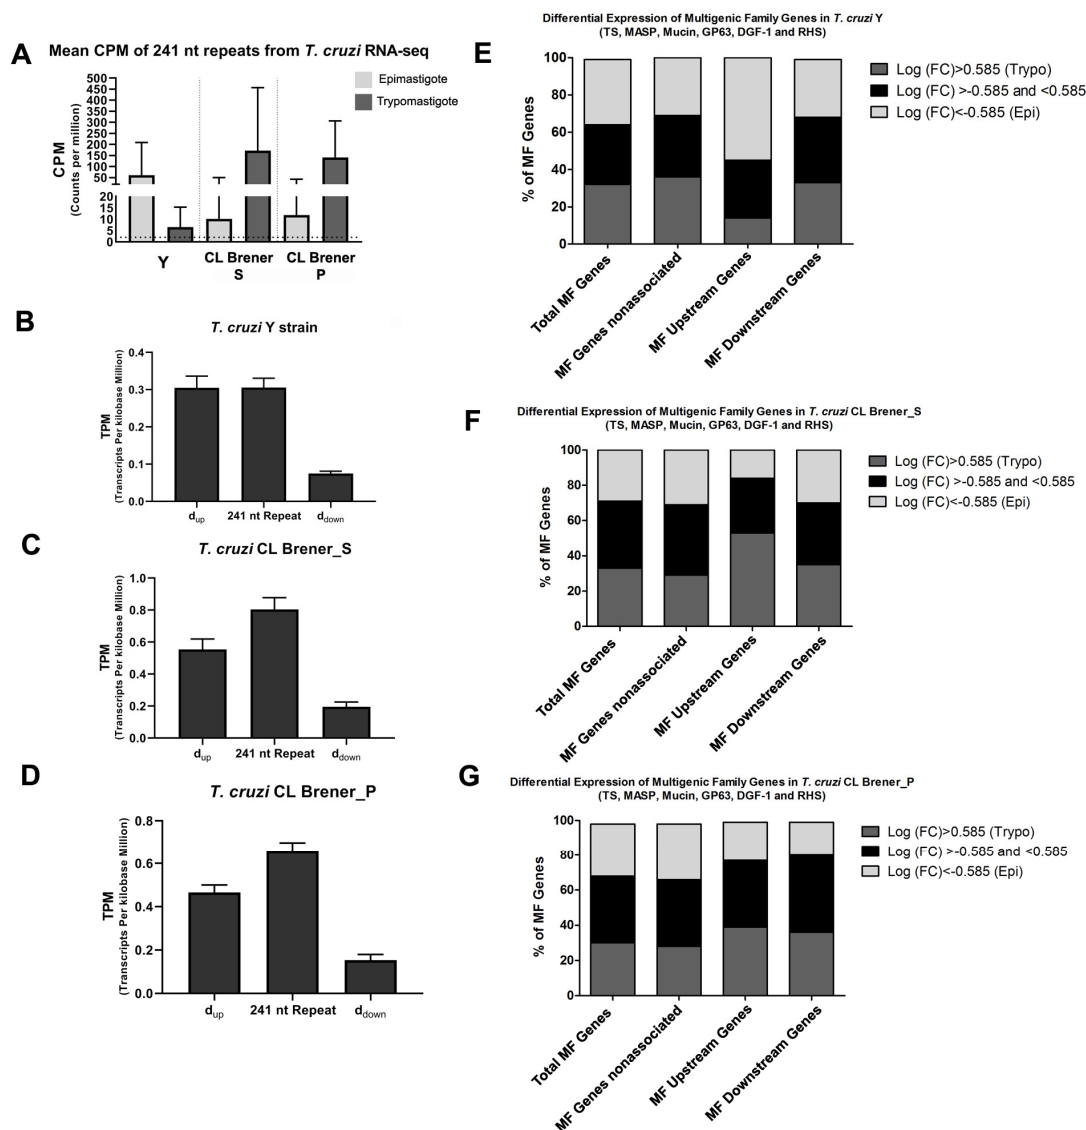 A
Mean CPM of 241 nt repeats from T. cruzi RNA-seq
Epimastigote
Trypomastigote
CPM
(Counts per million)
500
450
400
350
300
250
200
150
100
50
20
15
10
5
0
Y
CL Brener
S
CL Brener
P
B
T. cruzi Y strain
TPM
(Transcripts Per kilobase Million)
0.4
0.3
0.2
0.1
0.0
dup
241 nt Repeat
ddown
C
T. cruzi CL Brener_S
TPM
(Transcripts Per kilobase Million)
1.0
0.8
0.6
0.4
0.2
0.0
dup
241 nt Repeat
ddown
D
T. cruzi CL Brener_P
TPM
(Transcripts Per kilobase Million)
0.8
0.6
0.4
0.2
0.0
dup
241 nt Repeat
ddown
E
Differential Expression of Multigenic Family Genes in T. cruzi Y
(TS, MASP, Mucin, GP63, DGF-1 and RHS)
% of MF Genes
100
80
60
40
20
0
Log (FC)>0.585 (Trypo)
Log (FC) >-0.585 and <0.585
Log (FC)<-0.585 (Epi)
Total MF Genes
MF Genes nonassociated
MF Upstream Genes
MF Downstream Genes
F
Differential Expression of Multigenic Family Genes in T. cruzi CL Brener_S
(TS, MASP, Mucin, GP63, DGF-1 and RHS)
% of MF Genes
100
80
60
40
20
0
Log (FC)>0.585 (Trypo)
Log (FC) >-0.585 and <0.585
Log (FC)<-0.585 (Epi)
Total MF Genes
MF Genes nonassociated
MF Upstream Genes
MF Downstream Genes
G
Differential Expression of Multigenic Family Genes in T. cruzi CL Brener_P
(TS, MASP, Mucin, GP63, DGF-1 and RHS)
% of MF Genes
100
80
60
40
20
0
Log (FC)>0.585 (Trypo)
Log (FC) >-0.585 and <0.585
Log (FC)<-0.585 (Epi)
Total MF Genes
MF Genes nonassociated
MF Upstream Genes
MF Downstream Genes